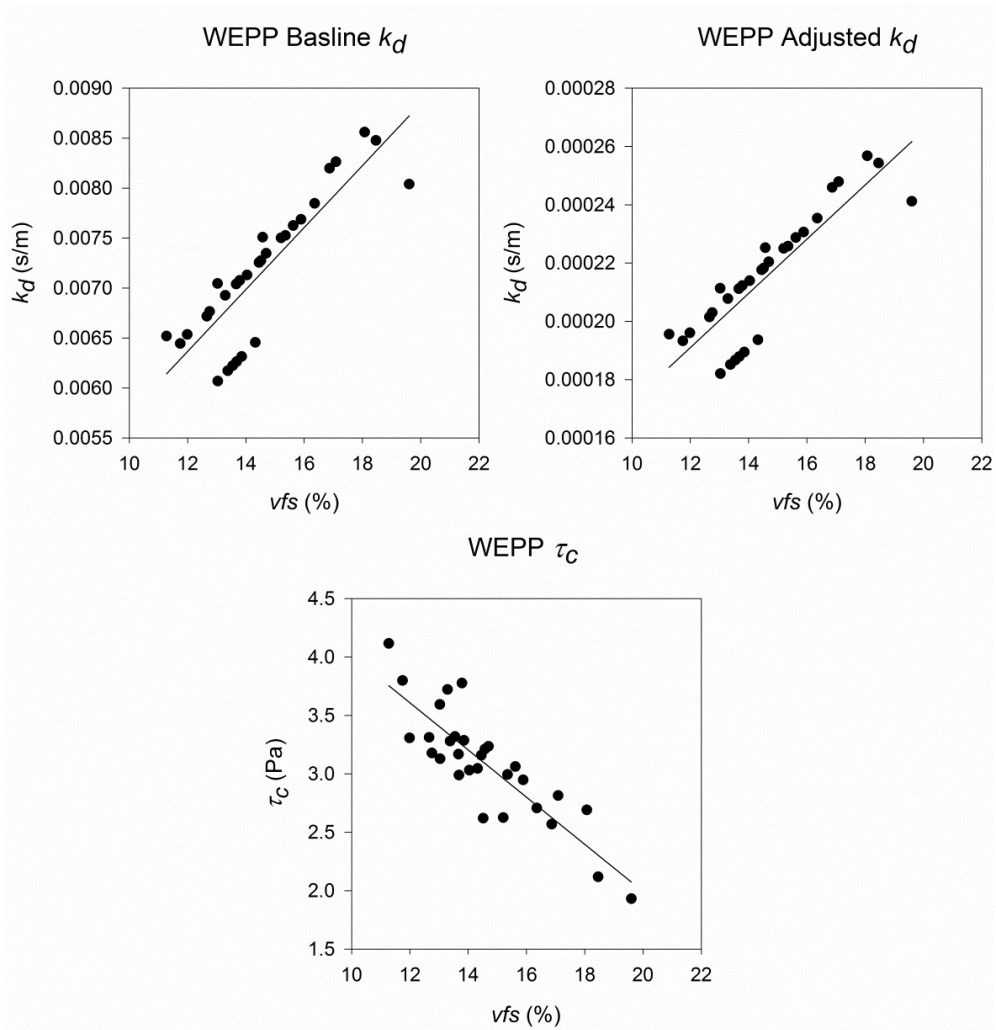 WEPP Basline kd
WEPP Adjusted kd
0.0090
0.0085
0.0080
0.0075
0.0070
0.0065
0.0060
0.0055
kd (s/m)
10 12 14 16 18 20 22
vfs (%)
0.00028
0.00026
0.00024
0.00022
0.00020
0.00018
0.00016
kd (s/m)
10 12 14 16 18 20 22
vfs (%)
WEPP τc
4.5
4.0
3.5
3.0
2.5
2.0
1.5
τc (Pa)
10 12 14 16 18 20 22
vfs (%)